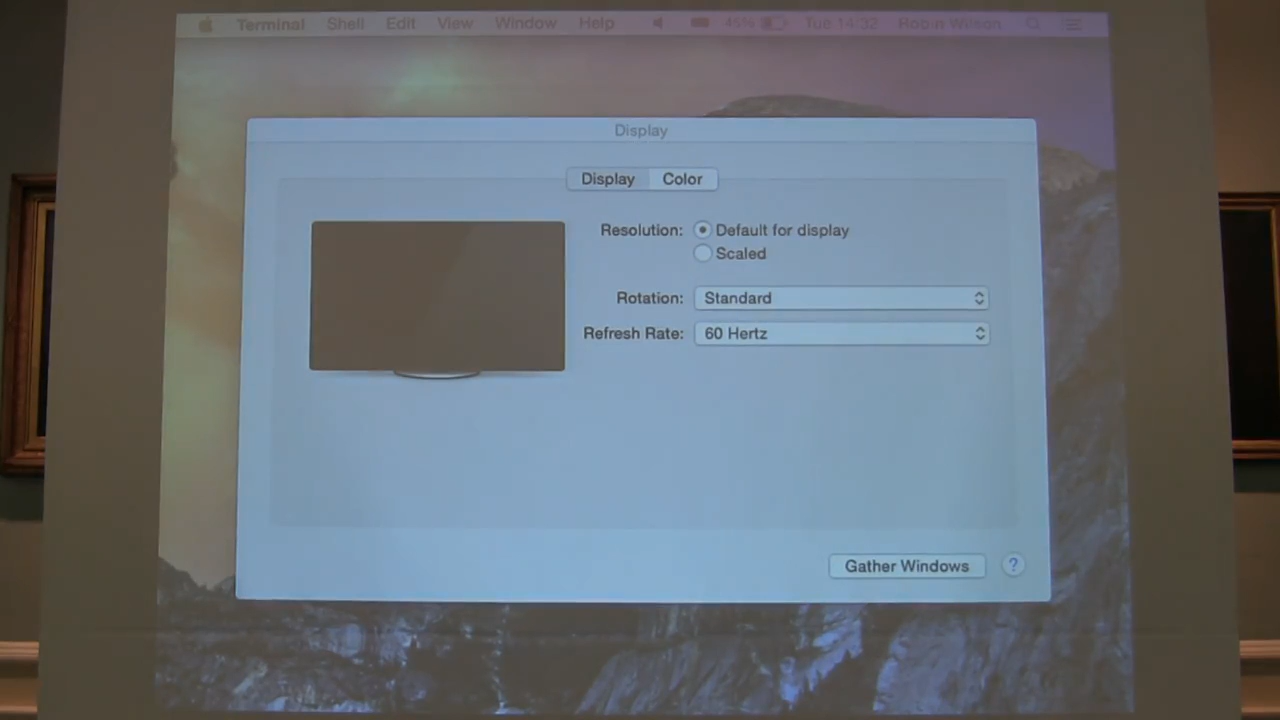 Terminal Shell Edit View Window Help 45% Tue 14:32 Robin Wilson
Display
Display Color
Resolution: Default for display
Scaled
Rotation: Standard
Refresh Rate: 60 Hertz
Gather Windows ?